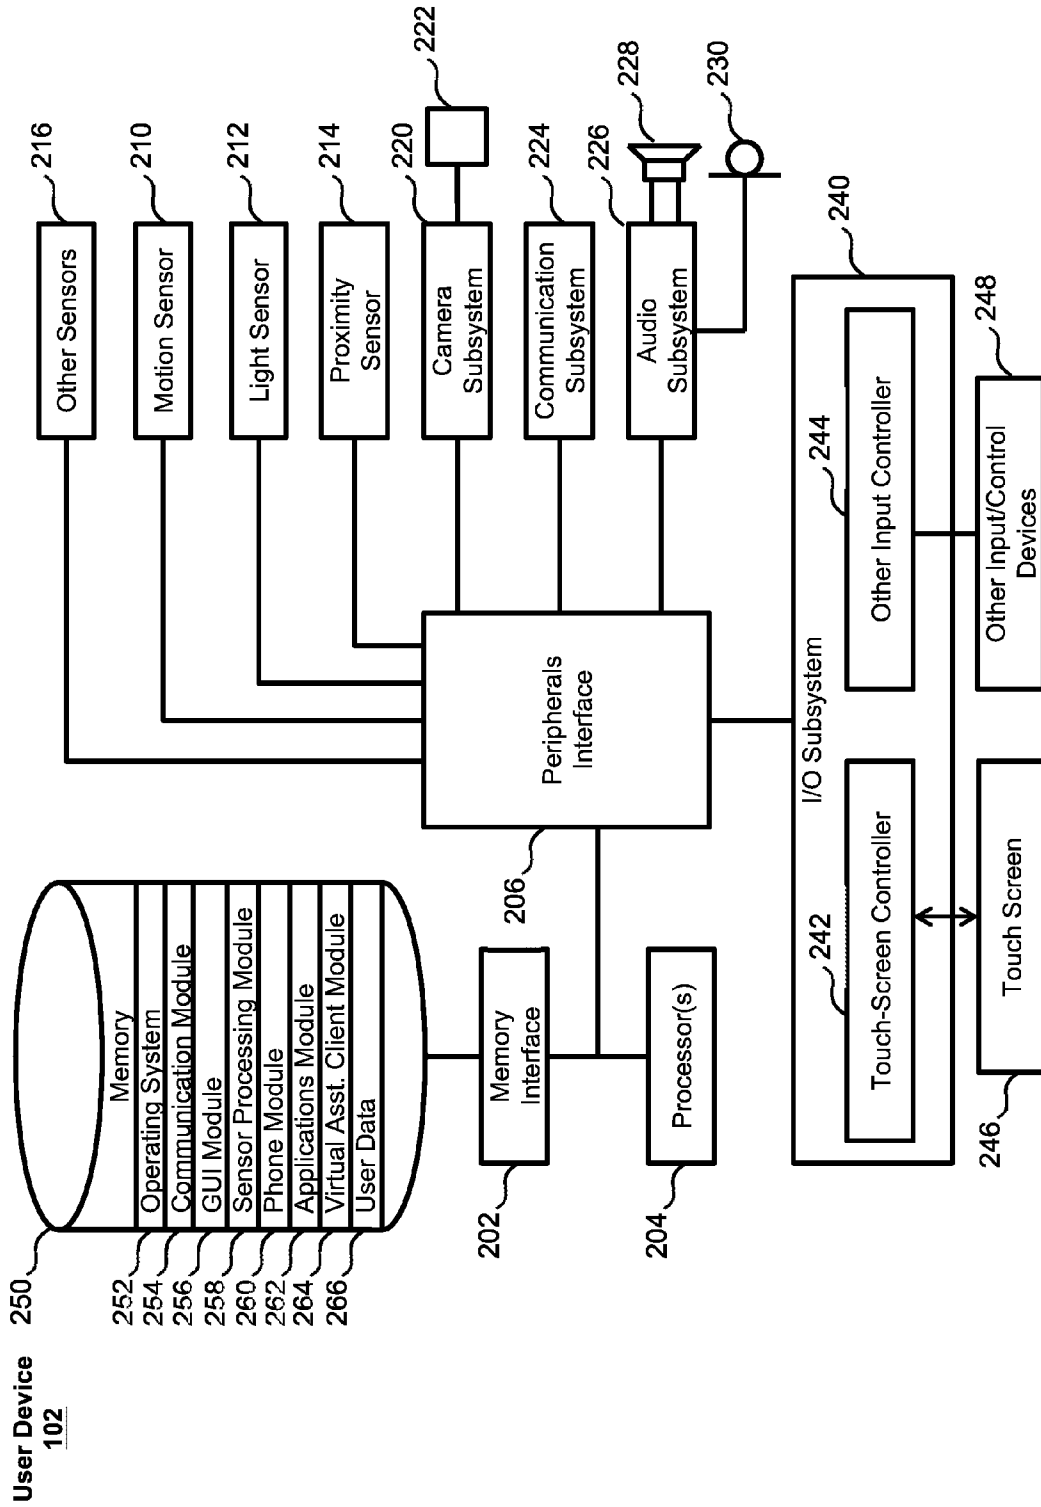 User Device
102
250
Memory
252
Operating System
254
Communication Module
256
GUI Module
258
Sensor Processing Module
260
Phone Module
262
Applications Module
264
Virtual Asst. Client Module
266
User Data
202
Memory
Interface
204
Processor(s)
206
Peripherals
Interface
216
Other Sensors
210
Motion Sensor
212
Light Sensor
214
Proximity
Sensor
220
Camera
Subsystem
222
224
Communication
Subsystem
226
Audio
Subsystem
228
230
240
I/O Subsystem
242
Touch-Screen Controller
244
Other Input Controller
246
Touch Screen
248
Other Input/Control
Devices